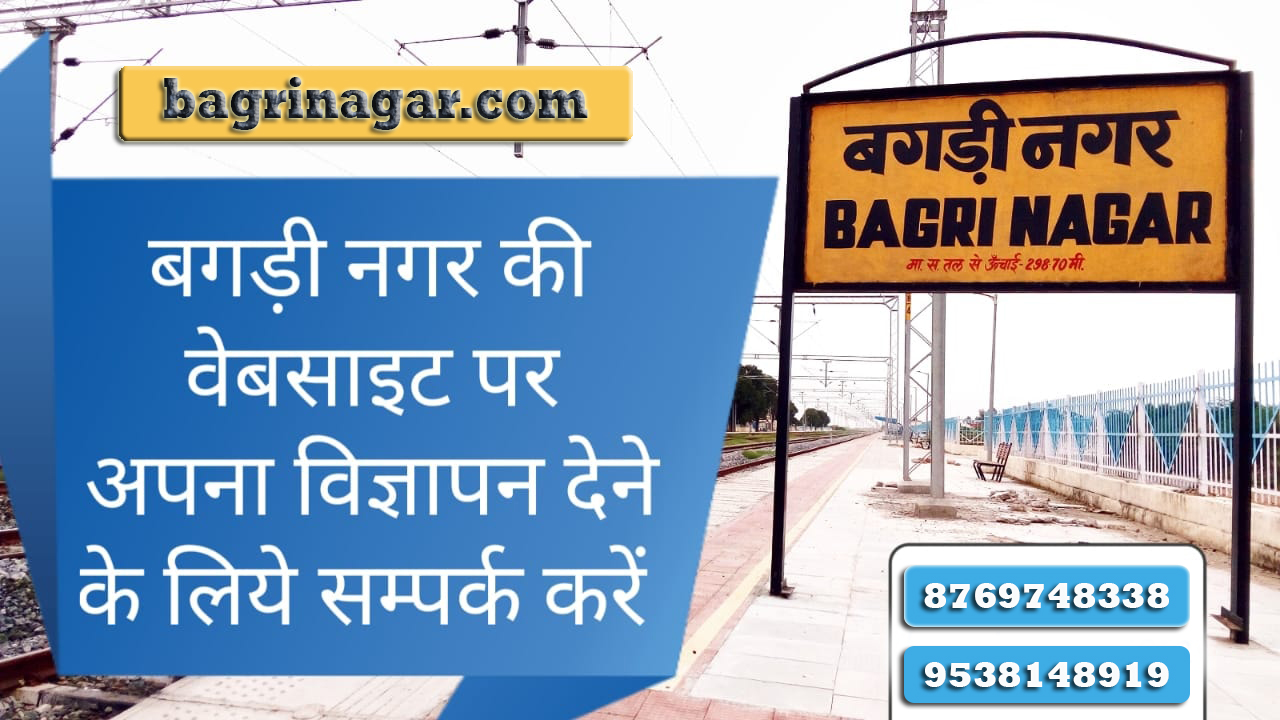 bagrinagar.com
बगड़ी नगर की
वेबसाइट पर
अपना विज्ञापन देने
के लिये सम्पर्क करें
बगड़ी नगर
BAGRI NAGAR
मा. स. तल से ऊँचाई - 298.70 मी.
8769748338
9538148919